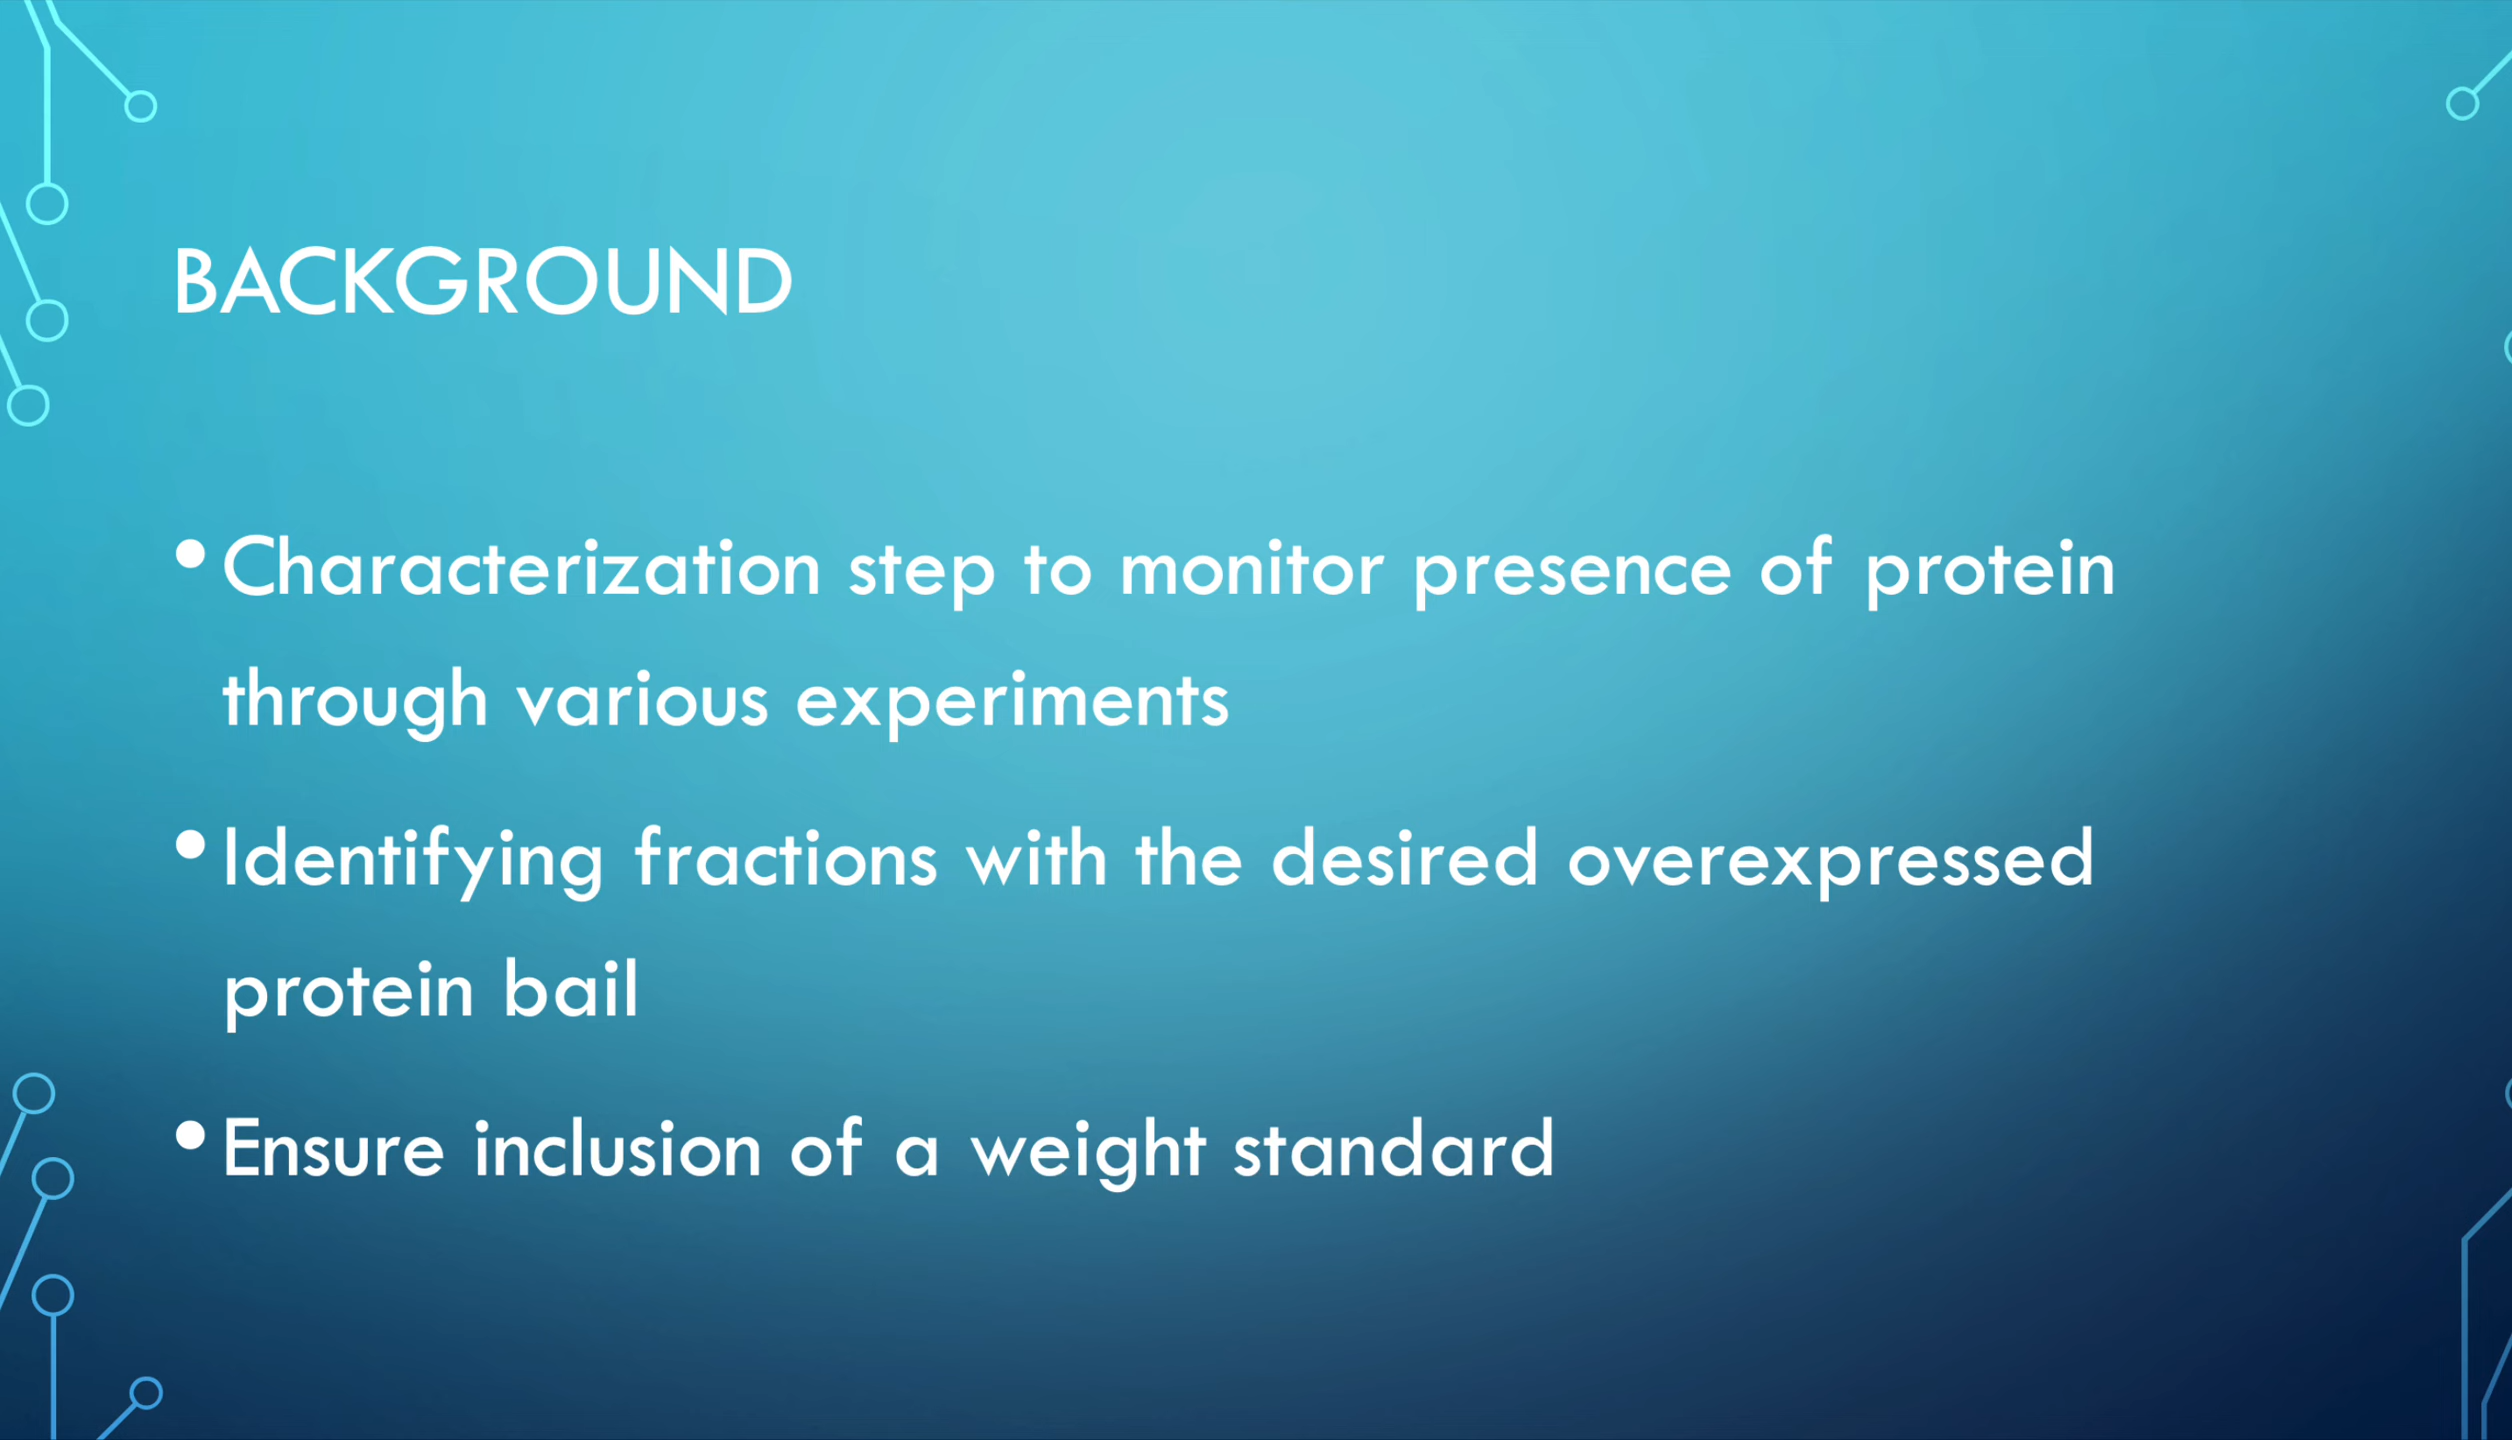 BACKGROUND
• Characterization step to monitor presence of protein
through various experiments
• Identifying fractions with the desired overexpressed
protein bail
• Ensure inclusion of a weight standard